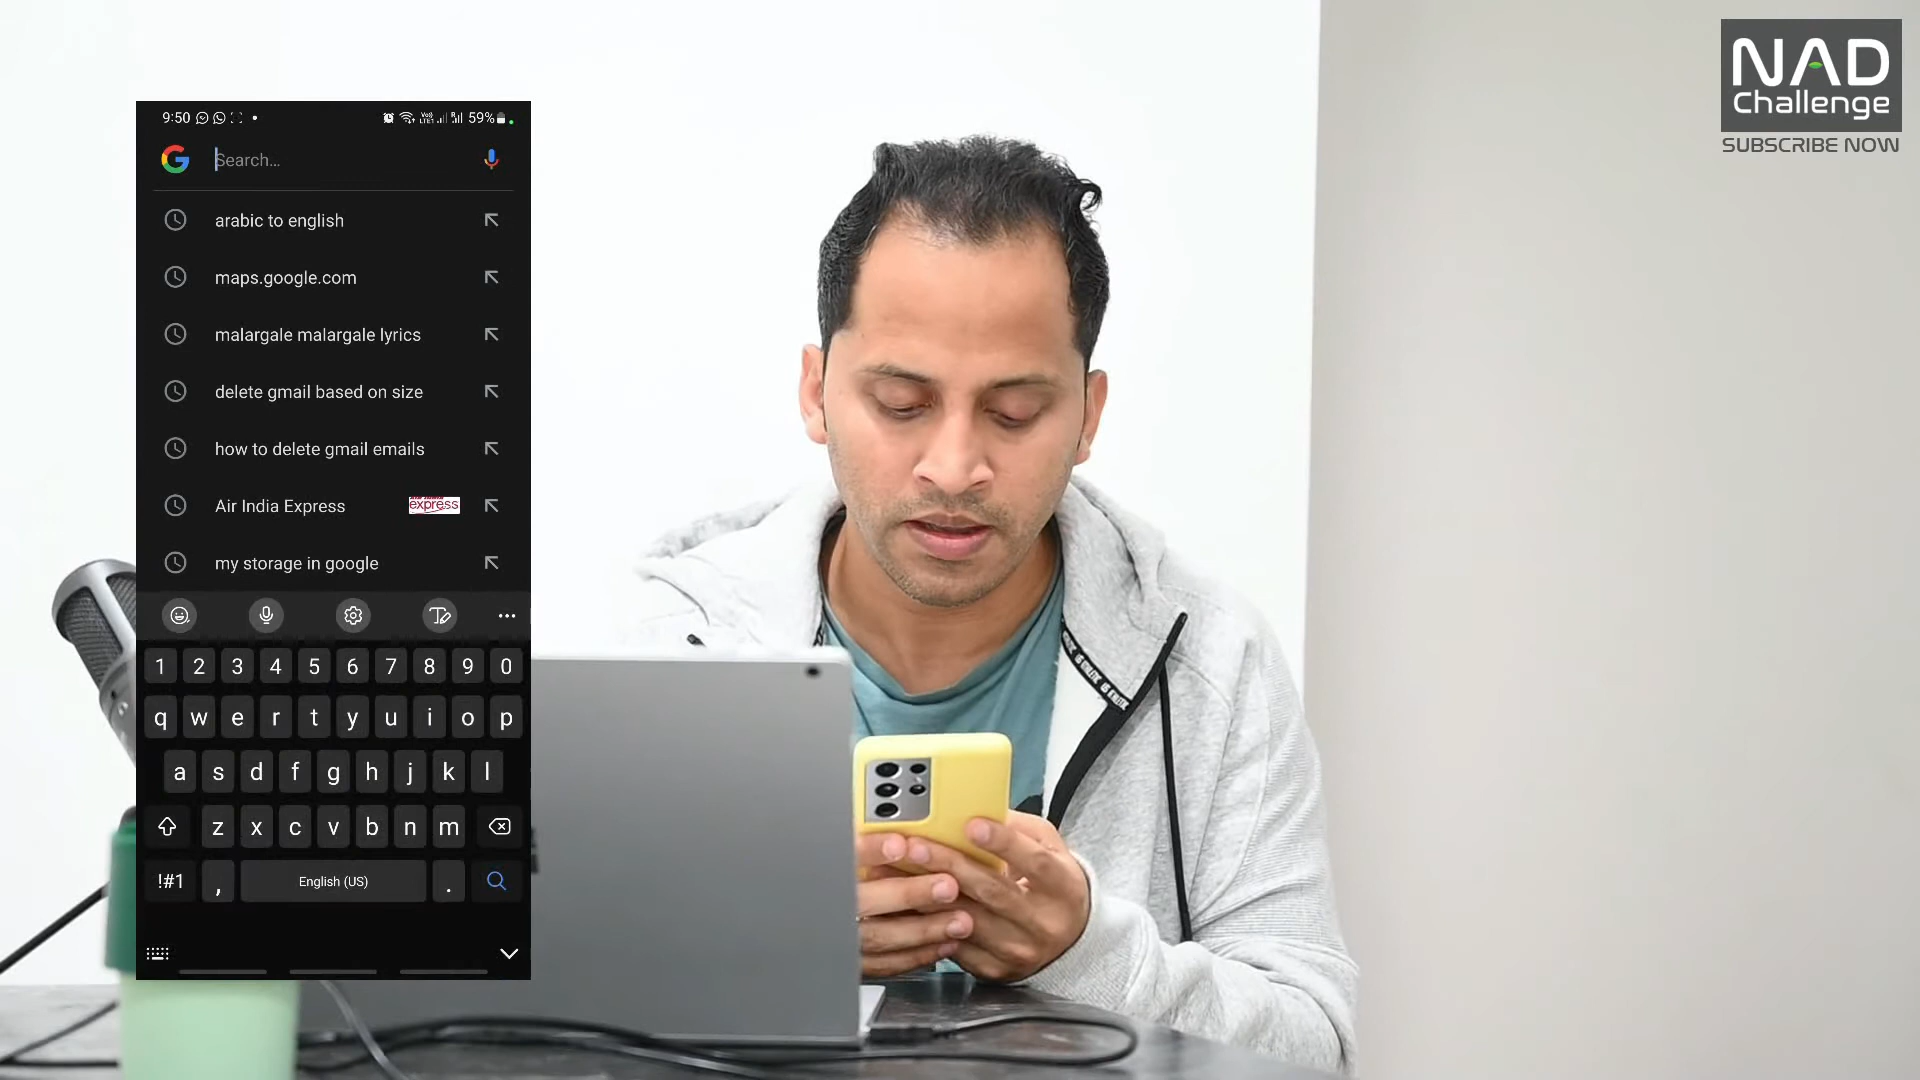 NAD
Challenge
SUBSCRIBE NOW
9:50
59%
Search...
arabic to english
maps.google.com
malargale malargale lyrics
delete gmail based on size
how to delete gmail emails
Air India Express
express
my storage in google
1 2 3 4 5 6 7 8 9 0
q w e r t y u i o p
a s d f g h j k l
z x c v b n m
!#1 , English (US) .